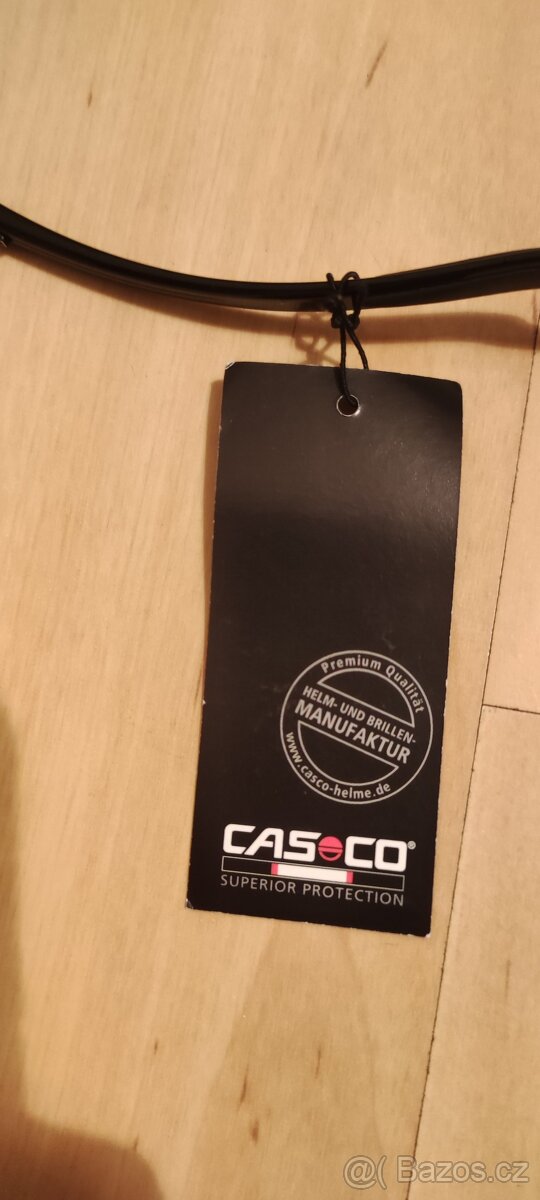 Premium Qualität
HELM- UND BRILLEN-
MANUFAKTUR
www.casco-helme.de
CASCO®
SUPERIOR PROTECTION
@( Bazos.cz